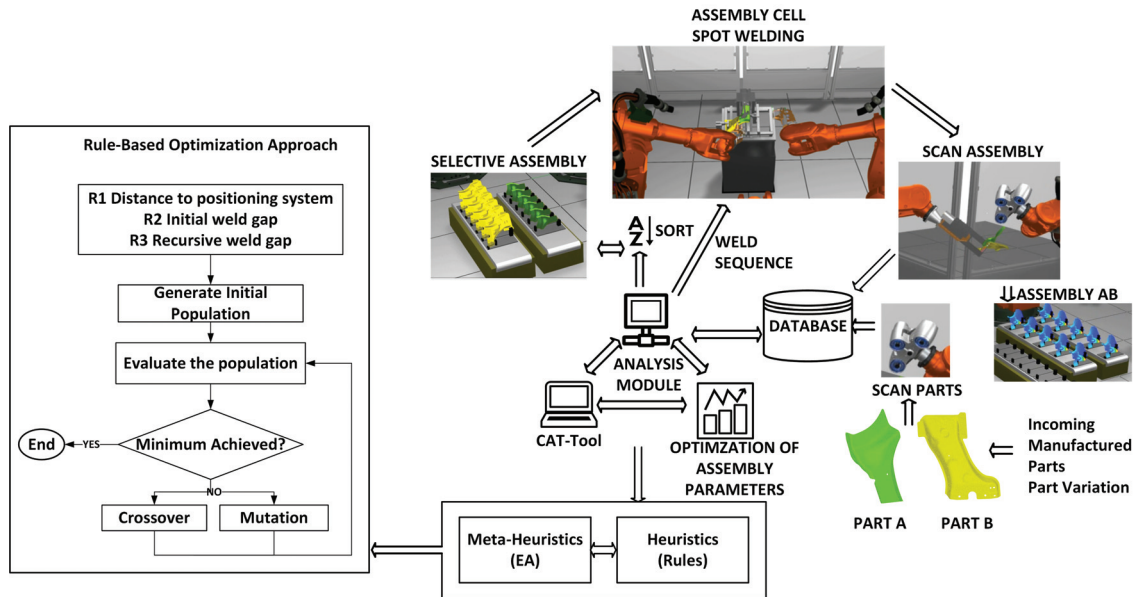 ASSEMBLY CELL
SPOT WELDING
Rule-Based Optimization Approach
R1 Distance to positioning system
R2 Initial weld gap
R3 Recursive weld gap
Generate Initial
Population
Evaluate the population
Minimum Achieved?
YES
End
NO
Crossover
Mutation
SELECTIVE ASSEMBLY
A
Z
SORT
WELD
SEQUENCE
SCAN ASSEMBLY
ASSEMBLY AB
DATABASE
ANALYSIS
MODULE
SCAN PARTS
CAT-Tool
OPTIMZATION OF
ASSEMBLY
PARAMETERS
Incoming
Manufactured
Parts
Part Variation
PART A
PART B
Meta-Heuristics
(EA)
Heuristics
(Rules)